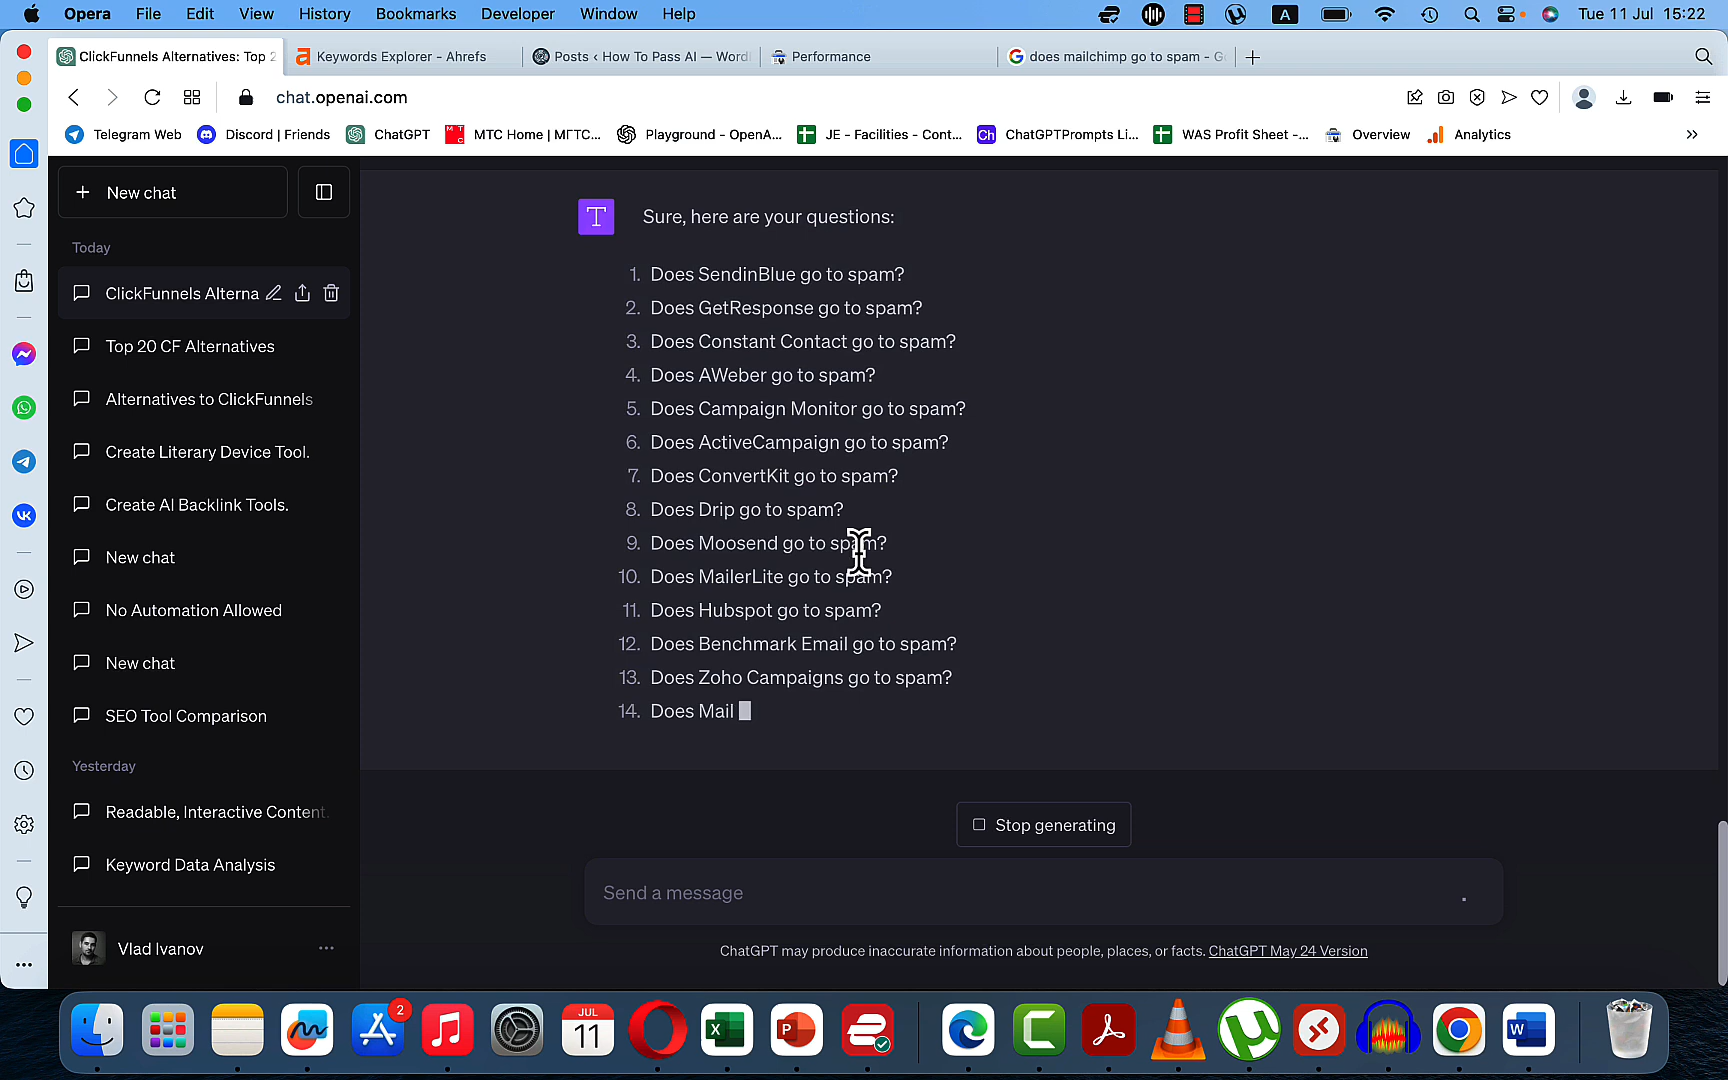 Opera File Edit View History Bookmarks Developer Window Help
A
Tue 11 Jul 15:22
ClickFunnels Alternatives: Top 2
Keywords Explorer - Ahrefs
Posts ‹ How To Pass AI — Word
Performance
does mailchimp go to spam - G
chat.openai.com
Telegram Web
Discord | Friends
ChatGPT
MTC Home | МГТС...
Playground - OpenA...
JE - Facilities - Cont...
ChatGPTPrompts Li...
WAS Profit Sheet -...
Overview
Analytics
New chat
Today
ClickFunnels Alterna
Top 20 CF Alternatives
Alternatives to ClickFunnels
Create Literary Device Tool.
Create AI Backlink Tools.
New chat
No Automation Allowed
New chat
SEO Tool Comparison
Yesterday
Readable, Interactive Content.
Keyword Data Analysis
Vlad Ivanov
T
Sure, here are your questions:
1. Does SendinBlue go to spam?
2. Does GetResponse go to spam?
3. Does Constant Contact go to spam?
4. Does AWeber go to spam?
5. Does Campaign Monitor go to spam?
6. Does ActiveCampaign go to spam?
7. Does ConvertKit go to spam?
8. Does Drip go to spam?
9. Does Moosend go to spam?
10. Does MailerLite go to spam?
11. Does Hubspot go to spam?
12. Does Benchmark Email go to spam?
13. Does Zoho Campaigns go to spam?
14. Does Mail
Stop generating
Send a message
ChatGPT may produce inaccurate information about people, places, or facts. ChatGPT May 24 Version
2
JUL
11